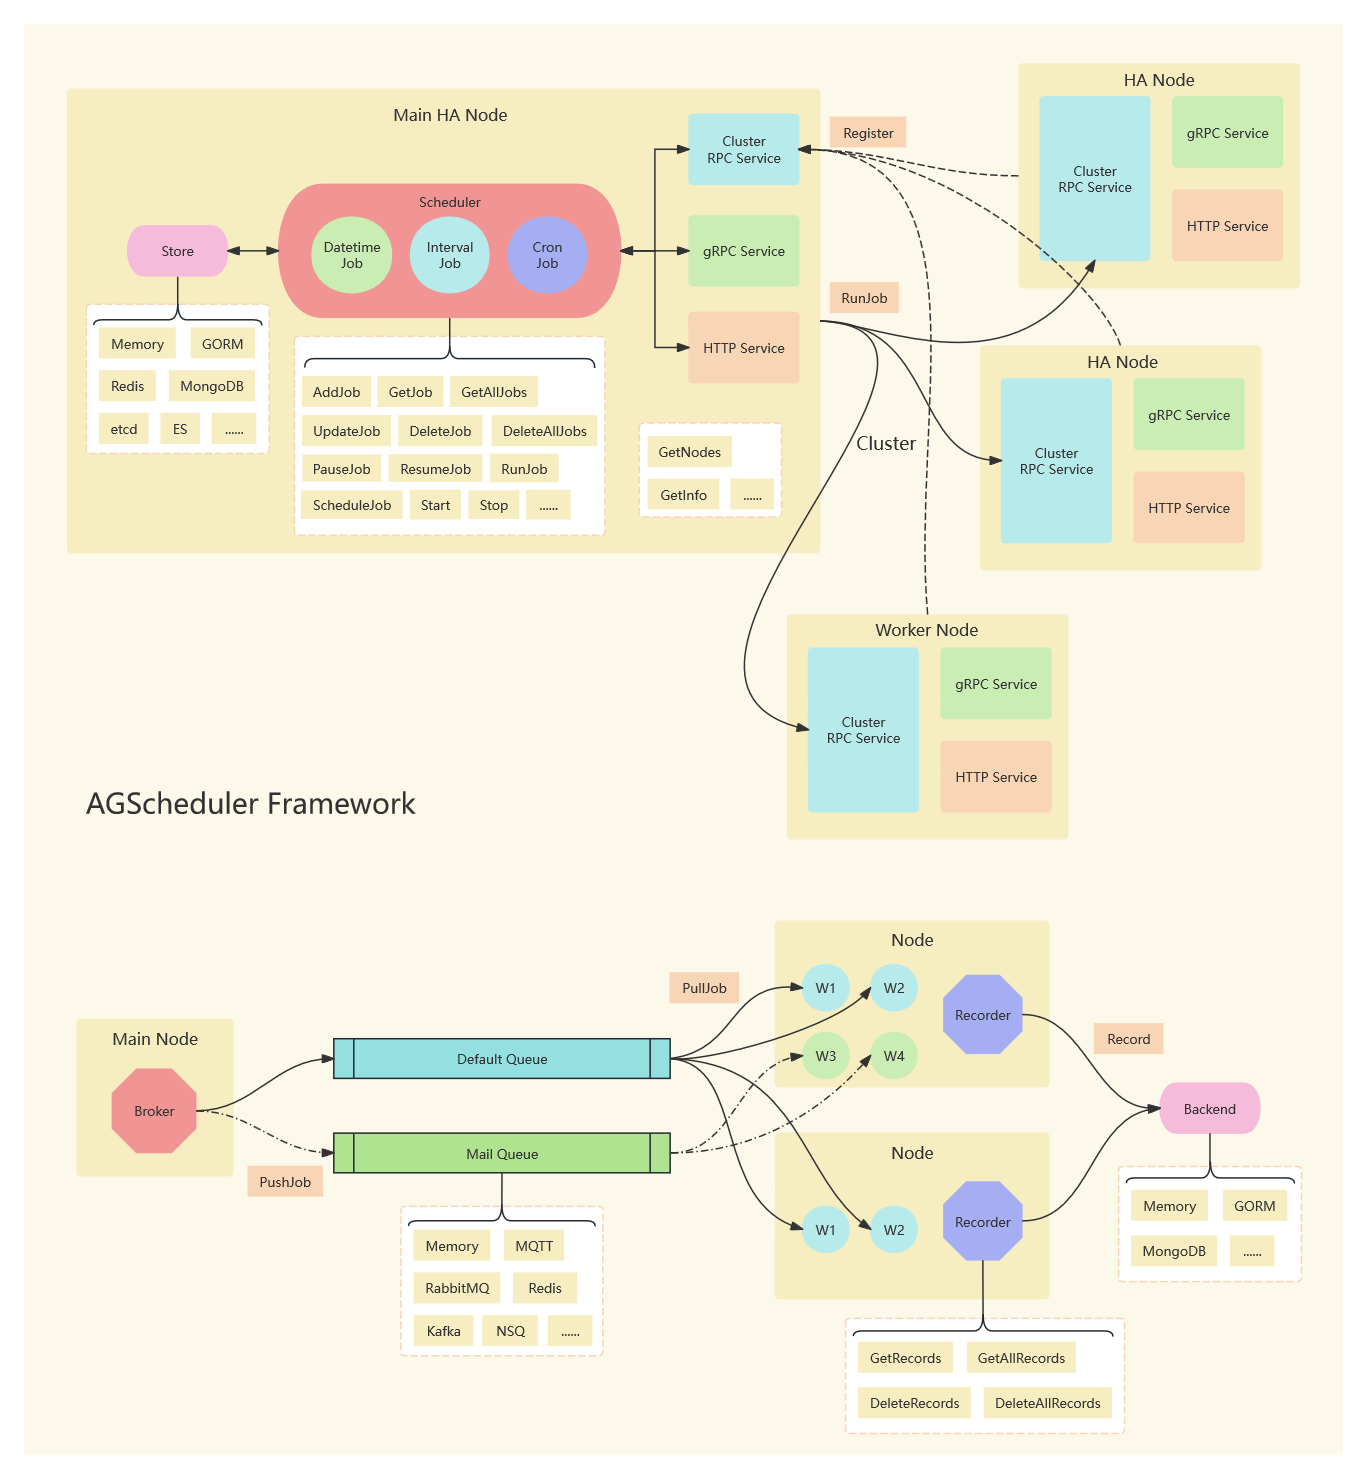 Main HA Node
Store
Memory
GORM
Redis
MongoDB
etcd
ES
......
Scheduler
Datetime
Job
Interval
Job
Cron
Job
AddJob
GetJob
GetAllJobs
UpdateJob
DeleteJob
DeleteAllJobs
PauseJob
ResumeJob
RunJob
ScheduleJob
Start
Stop
......
Cluster
RPC Service
gRPC Service
HTTP Service
GetNodes
GetInfo
......
Register
RunJob
Cluster
HA Node
Cluster
RPC Service
gRPC Service
HTTP Service
HA Node
Cluster
RPC Service
gRPC Service
HTTP Service
Worker Node
Cluster
RPC Service
gRPC Service
HTTP Service
AGScheduler Framework
Main Node
Broker
PushJob
Default Queue
Mail Queue
Memory
MQTT
RabbitMQ
Redis
Kafka
NSQ
......
PullJob
Node
W1
W2
W3
W4
Recorder
Node
W1
W2
Recorder
GetRecords
GetAllRecords
DeleteRecords
DeleteAllRecords
Record
Backend
Memory
GORM
MongoDB
......